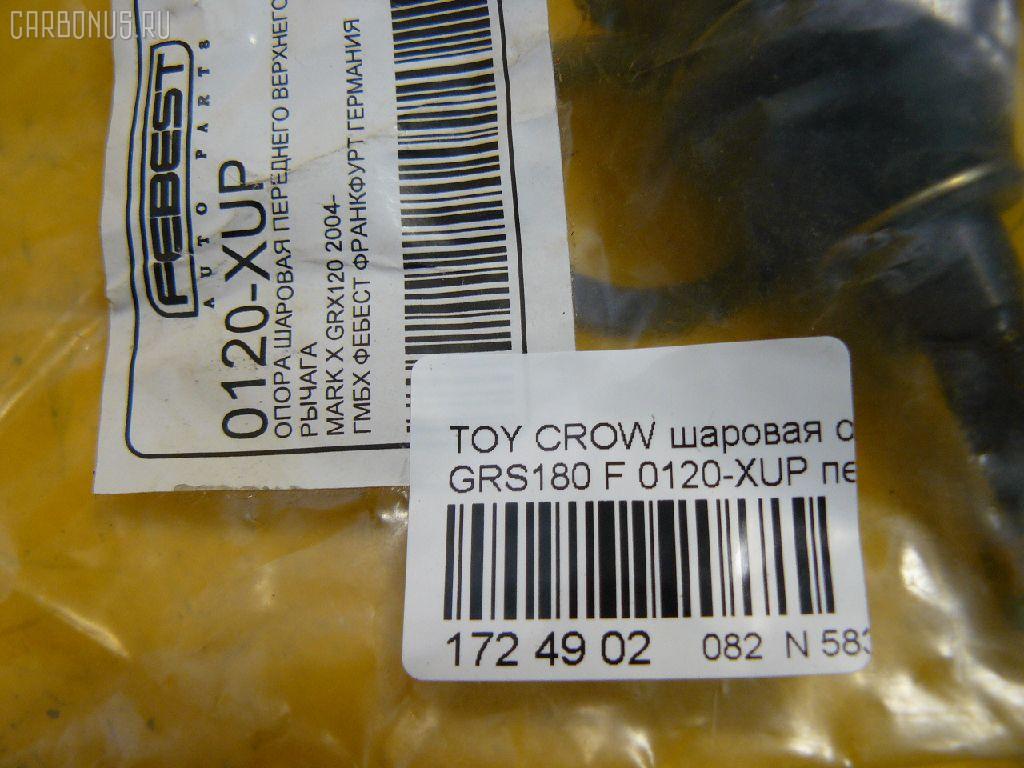 CARBONUS.RU
FEBEST
AUTO PARTS
0120-XUP
ОПОРА ШАРОВАЯ ПЕРЕДНЕГО ВЕРХНЕГО
РЫЧАГА
MARK X GRX120 2004-
ГМБХ ФЕБЕСТ ФРАНКФУРТ ГЕРМАНИЯ
TOY CROW шаровая
GRS180 F 0120-XUP
172 49 02 082 N 583